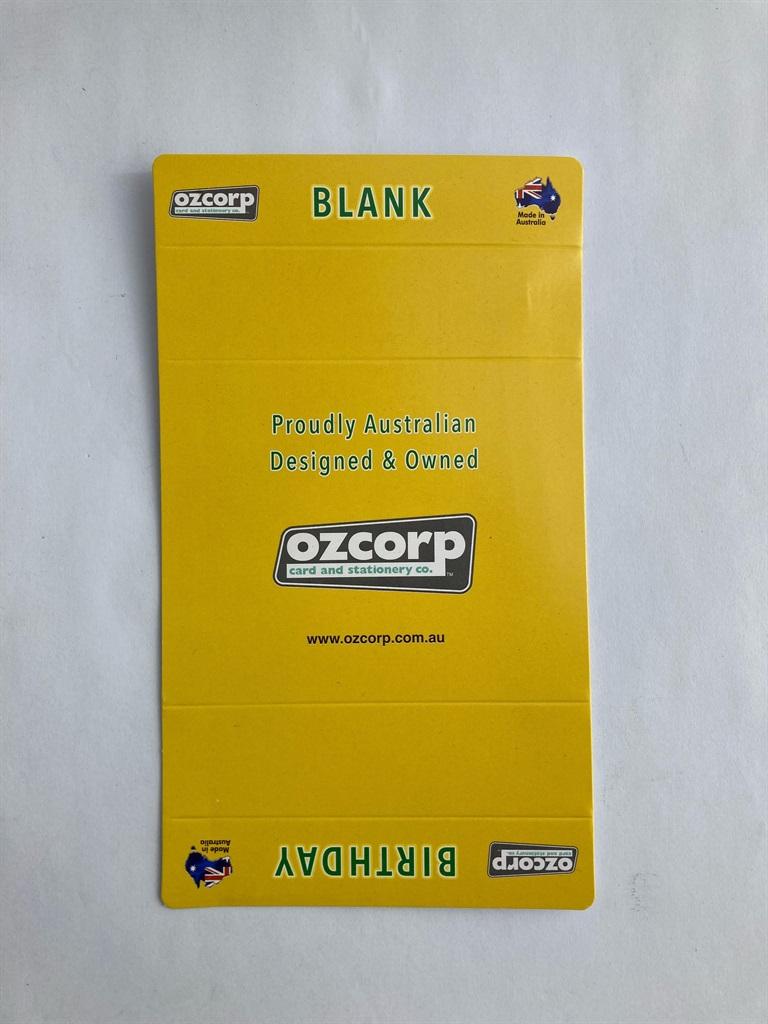 ozcorp
card and stationery co.
BLANK
Made in
Australia
Proudly Australian
Designed & Owned
ozcorp
card and stationery co.
TM
www.ozcorp.com.au
ozcorp
card and stationery co.
BIRTHDAY
Made in
Australia